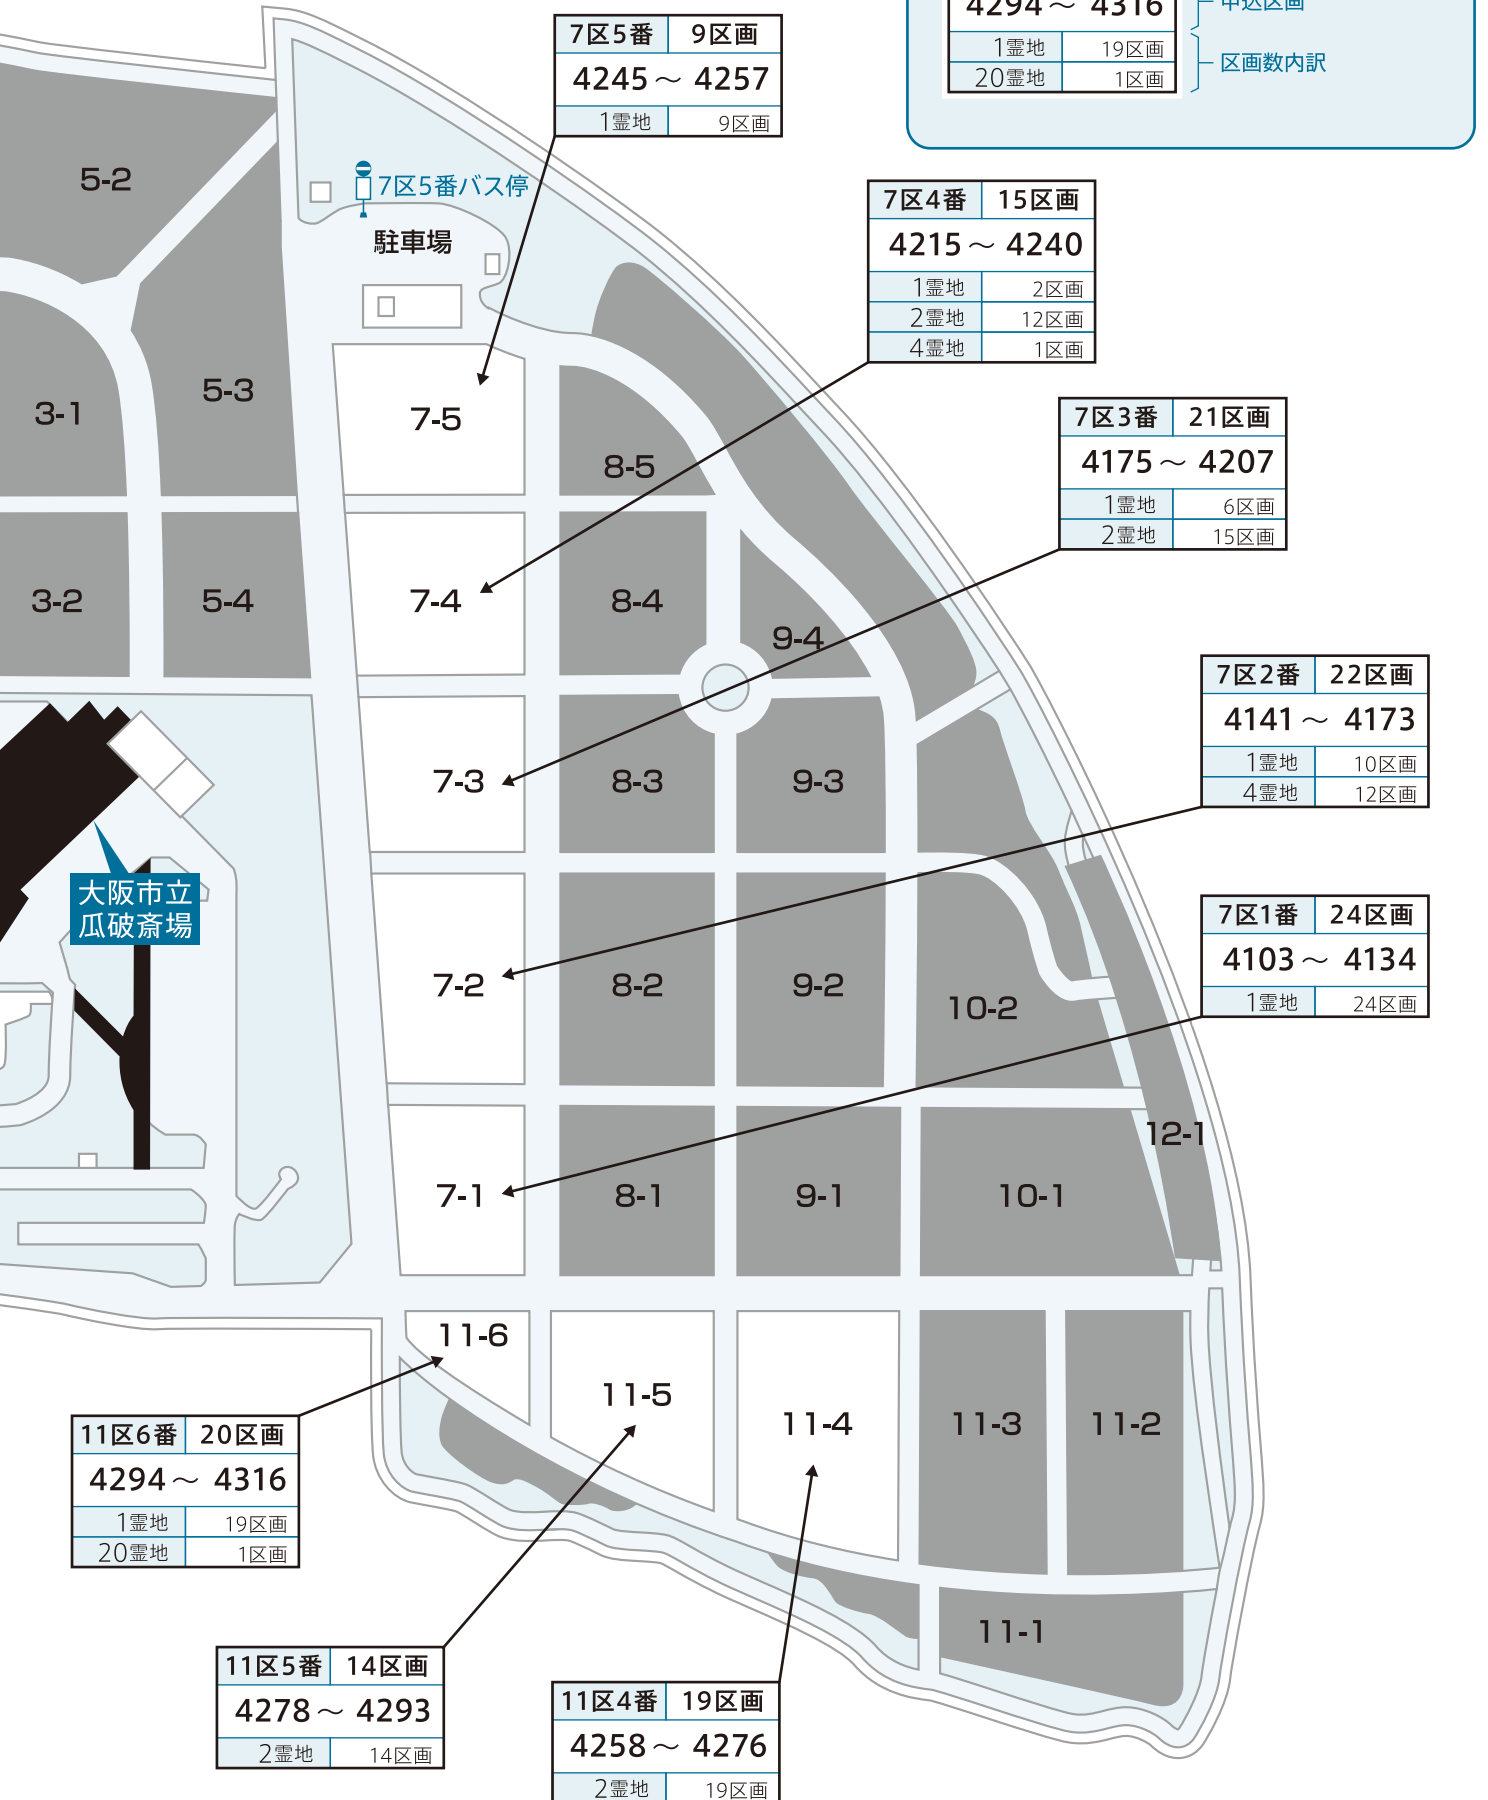 4294～4316
申込区画
1霊地 19区画
20霊地 1区画
区画数内訳
7区5番 9区画
4245～4257
1霊地 9区画
7区5番バス停
駐車場
7区4番 15区画
4215～4240
1霊地 2区画
2霊地 12区画
4霊地 1区画
7区3番 21区画
4175～4207
1霊地 6区画
2霊地 15区画
7区2番 22区画
4141～4173
1霊地 10区画
4霊地 12区画
7区1番 24区画
4103～4134
1霊地 24区画
5-2
5-3
3-1
7-5
8-5
3-2
5-4
7-4
8-4
9-4
7-3
8-3
9-3
大阪市立
瓜破斎場
7-2
8-2
9-2
10-2
12-1
7-1
8-1
9-1
10-1
11-6
11-5
11-4
11-3
11-2
11-1
11区6番 20区画
4294～4316
1霊地 19区画
20霊地 1区画
11区5番 14区画
4278～4293
2霊地 14区画
11区4番 19区画
4258～4276
2霊地 19区画